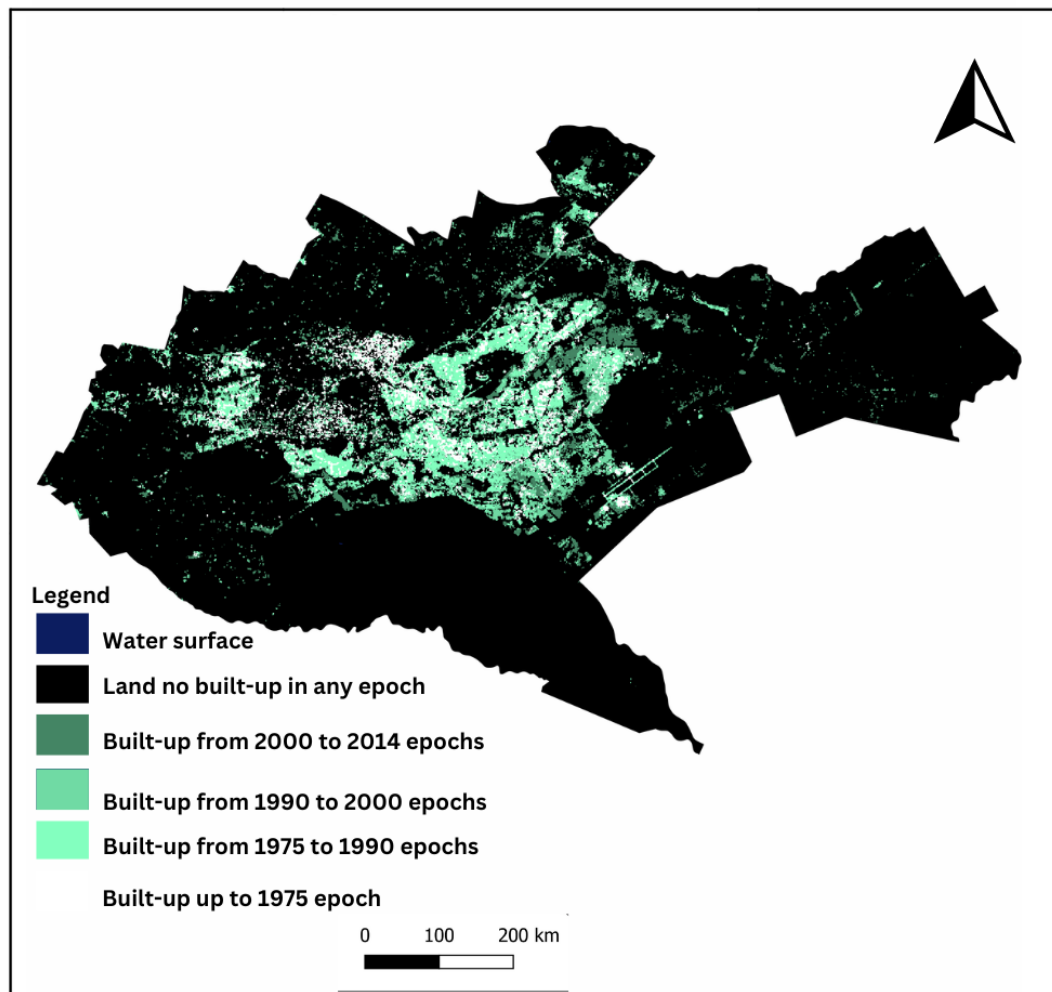 Legend
Water surface
Land no built-up in any epoch
Built-up from 2000 to 2014 epochs
Built-up from 1990 to 2000 epochs
Built-up from 1975 to 1990 epochs
Built-up up to 1975 epoch
0 100 200 km